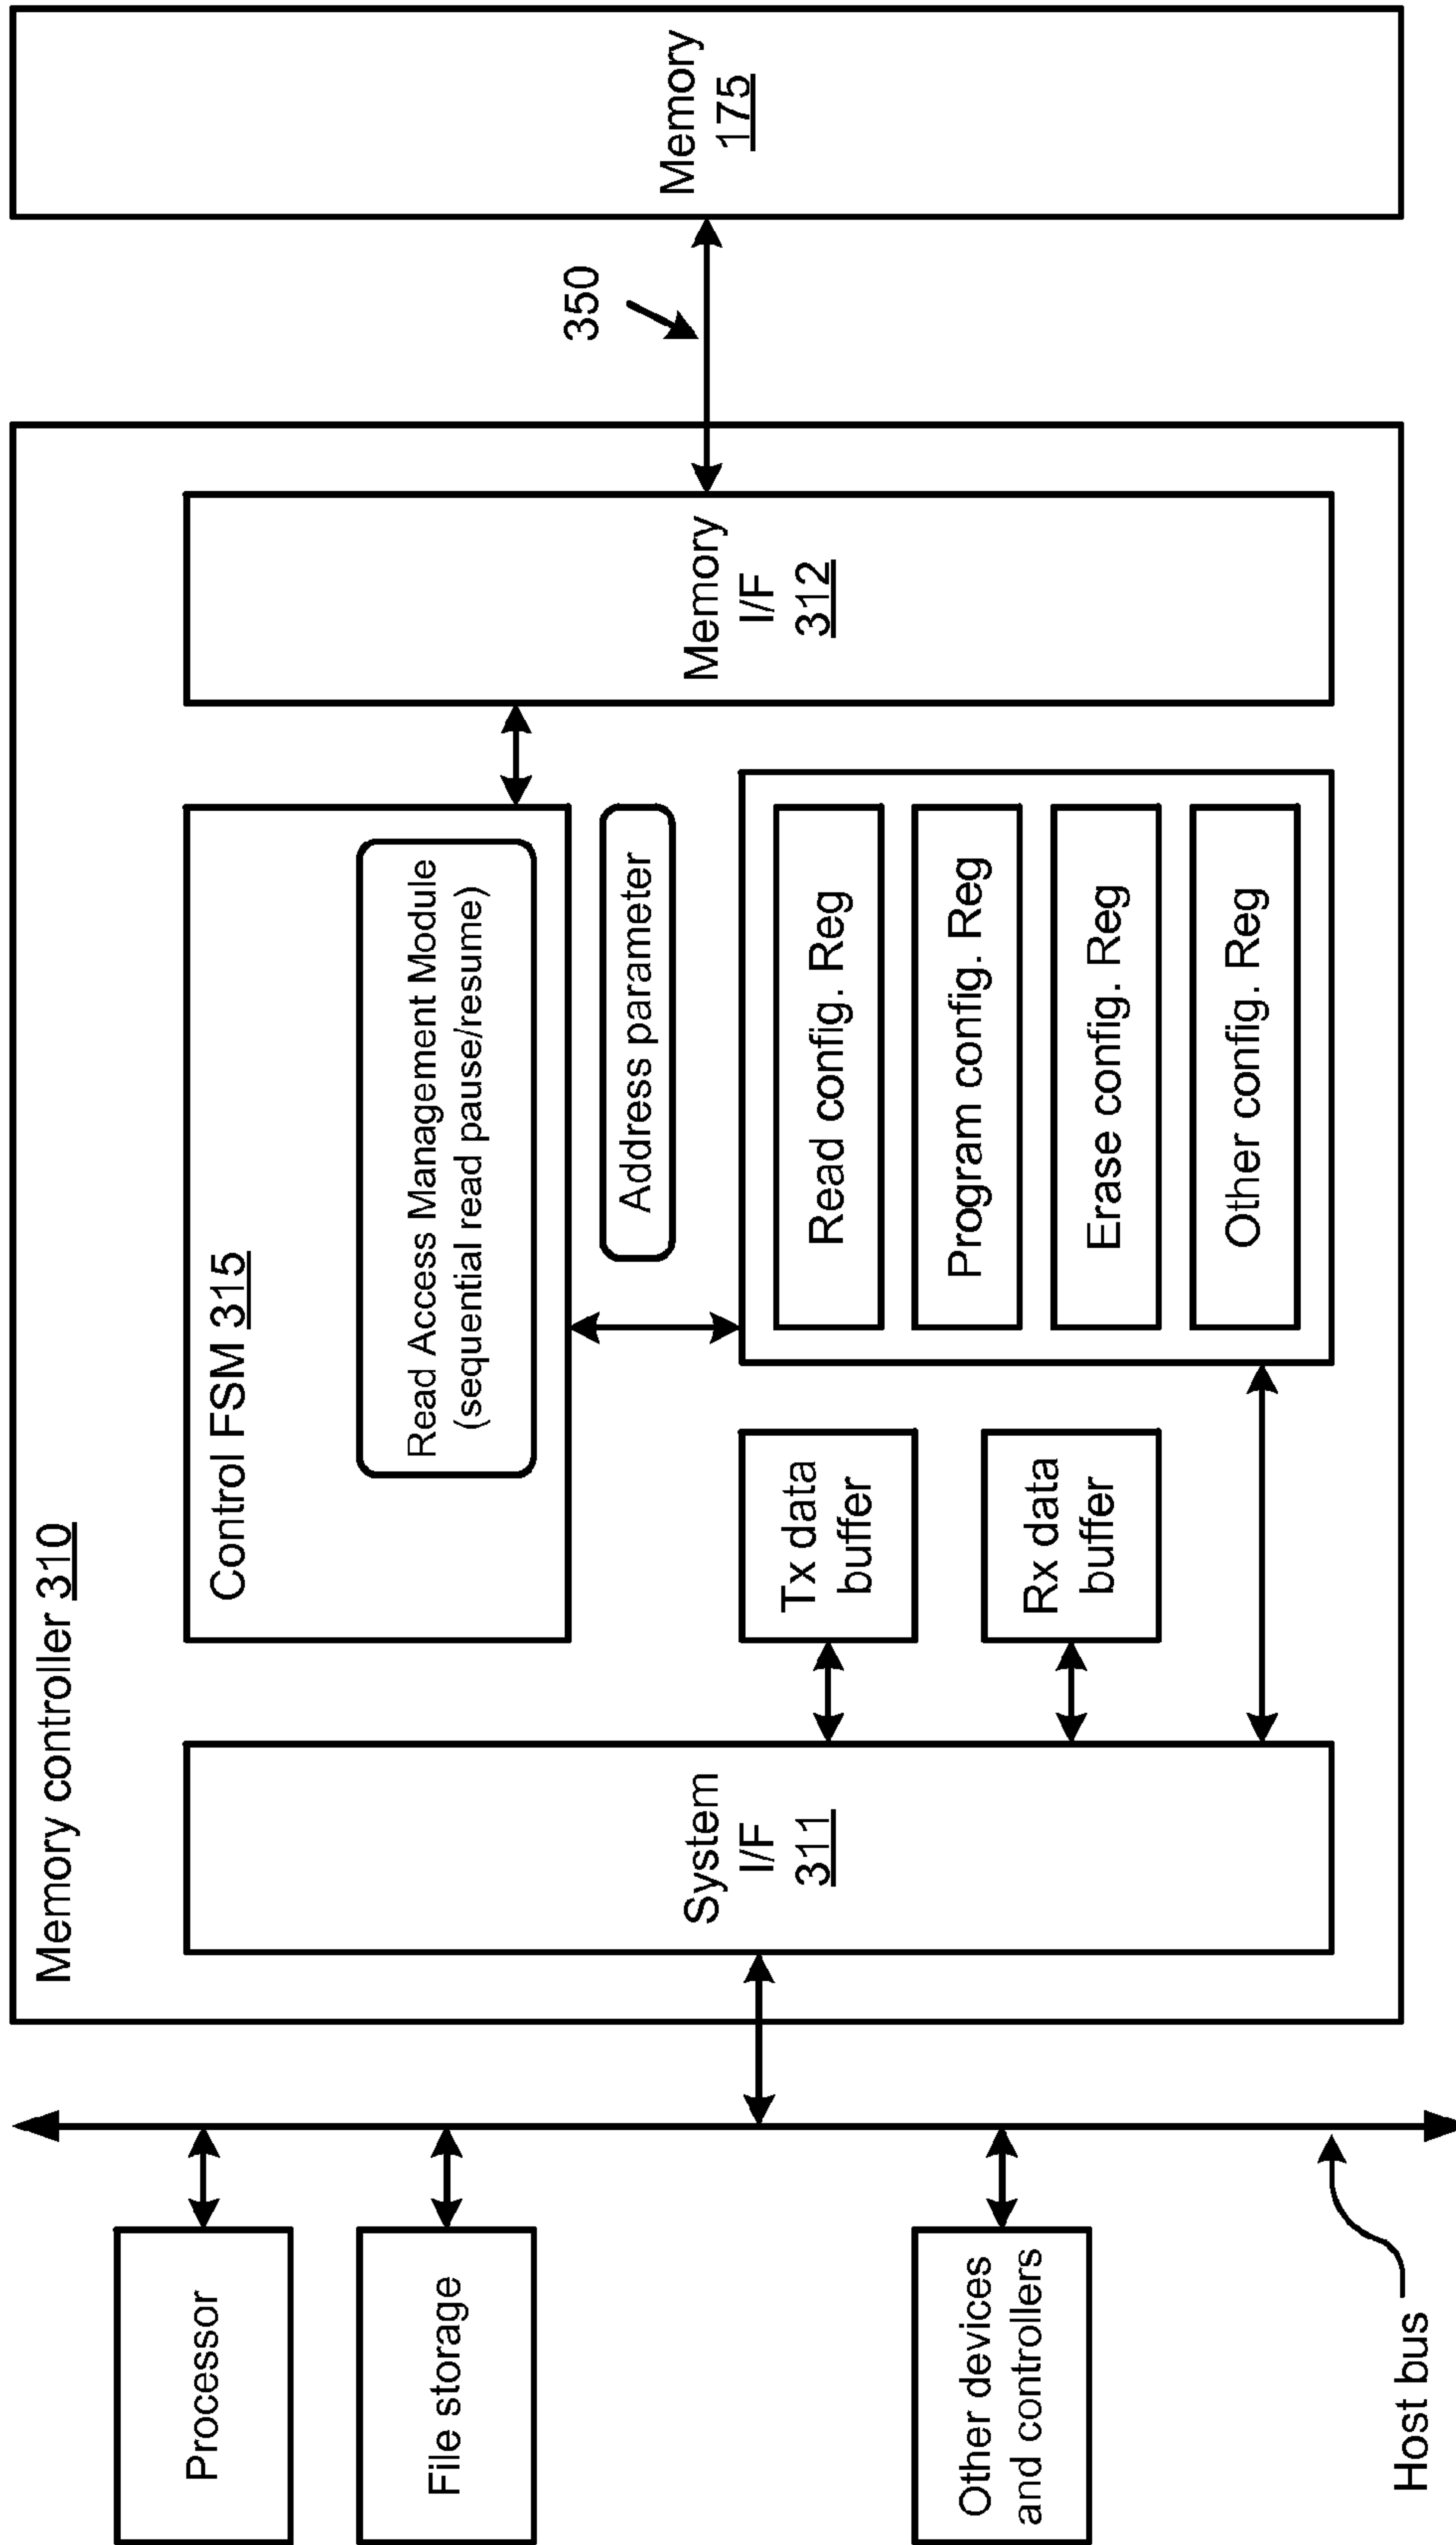 Processor
File storage
Other devices
and controllers
Host bus
Memory controller 310
System
I/F
311
Control FSM 315
Read Access Management Module
(sequential read pause/resume)
Address parameter
Tx data
buffer
Rx data
buffer
Read config. Reg
Program config. Reg
Erase config. Reg
Other config. Reg
Memory
I/F
312
350
Memory
175